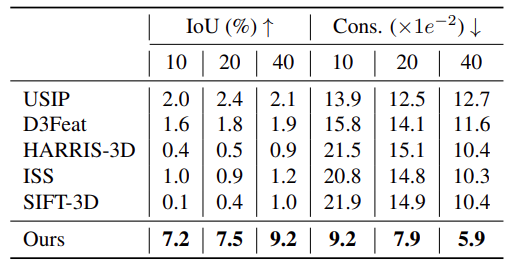 IoU (%) ↑ Cons. (×1e⁻²) ↓
10 20 40 10 20 40
USIP 2.0 2.4 2.1 13.9 12.5 12.7
D3Feat 1.6 1.8 1.9 15.8 14.1 11.6
HARRIS-3D 0.4 0.5 0.9 21.5 15.1 10.4
ISS 1.0 0.9 1.2 20.8 14.8 10.3
SIFT-3D 0.1 0.4 1.0 21.9 14.9 10.4
Ours 7.2 7.5 9.2 9.2 7.9 5.9